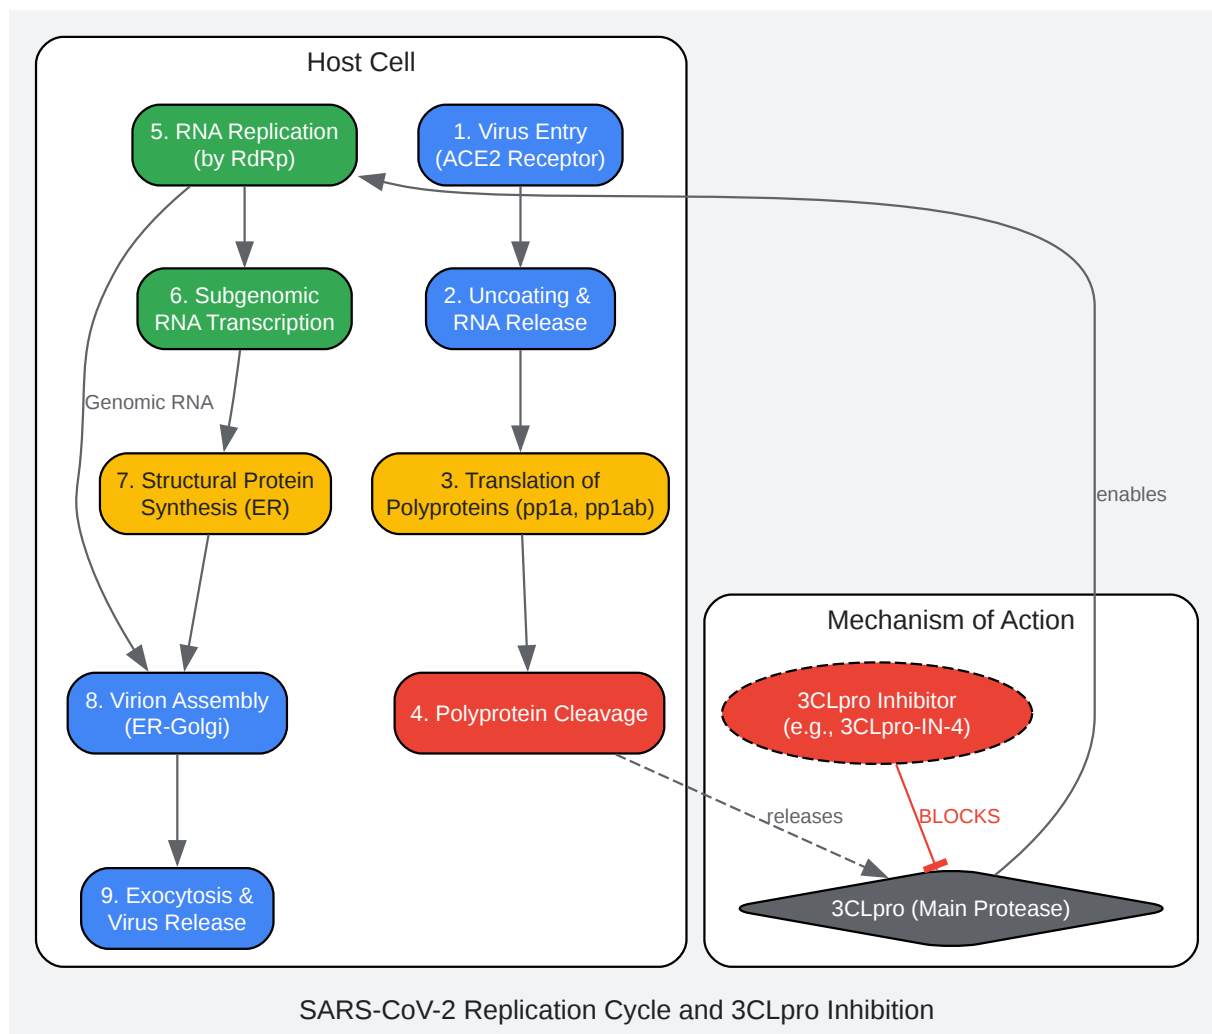 Host Cell
5. RNA Replication
(by RdRp)
1. Virus Entry
(ACE2 Receptor)
6. Subgenomic
RNA Transcription
2. Uncoating &
RNA Release
Genomic RNA
7. Structural Protein
Synthesis (ER)
3. Translation of
Polyproteins (pp1a, pp1ab)
enables
Mechanism of Action
8. Virion Assembly
(ER-Golgi)
4. Polyprotein Cleavage
3CLpro Inhibitor
(e.g., 3CLpro-IN-4)
releases
BLOCKS
9. Exocytosis &
Virus Release
3CLpro (Main Protease)
SARS-CoV-2 Replication Cycle and 3CLpro Inhibition